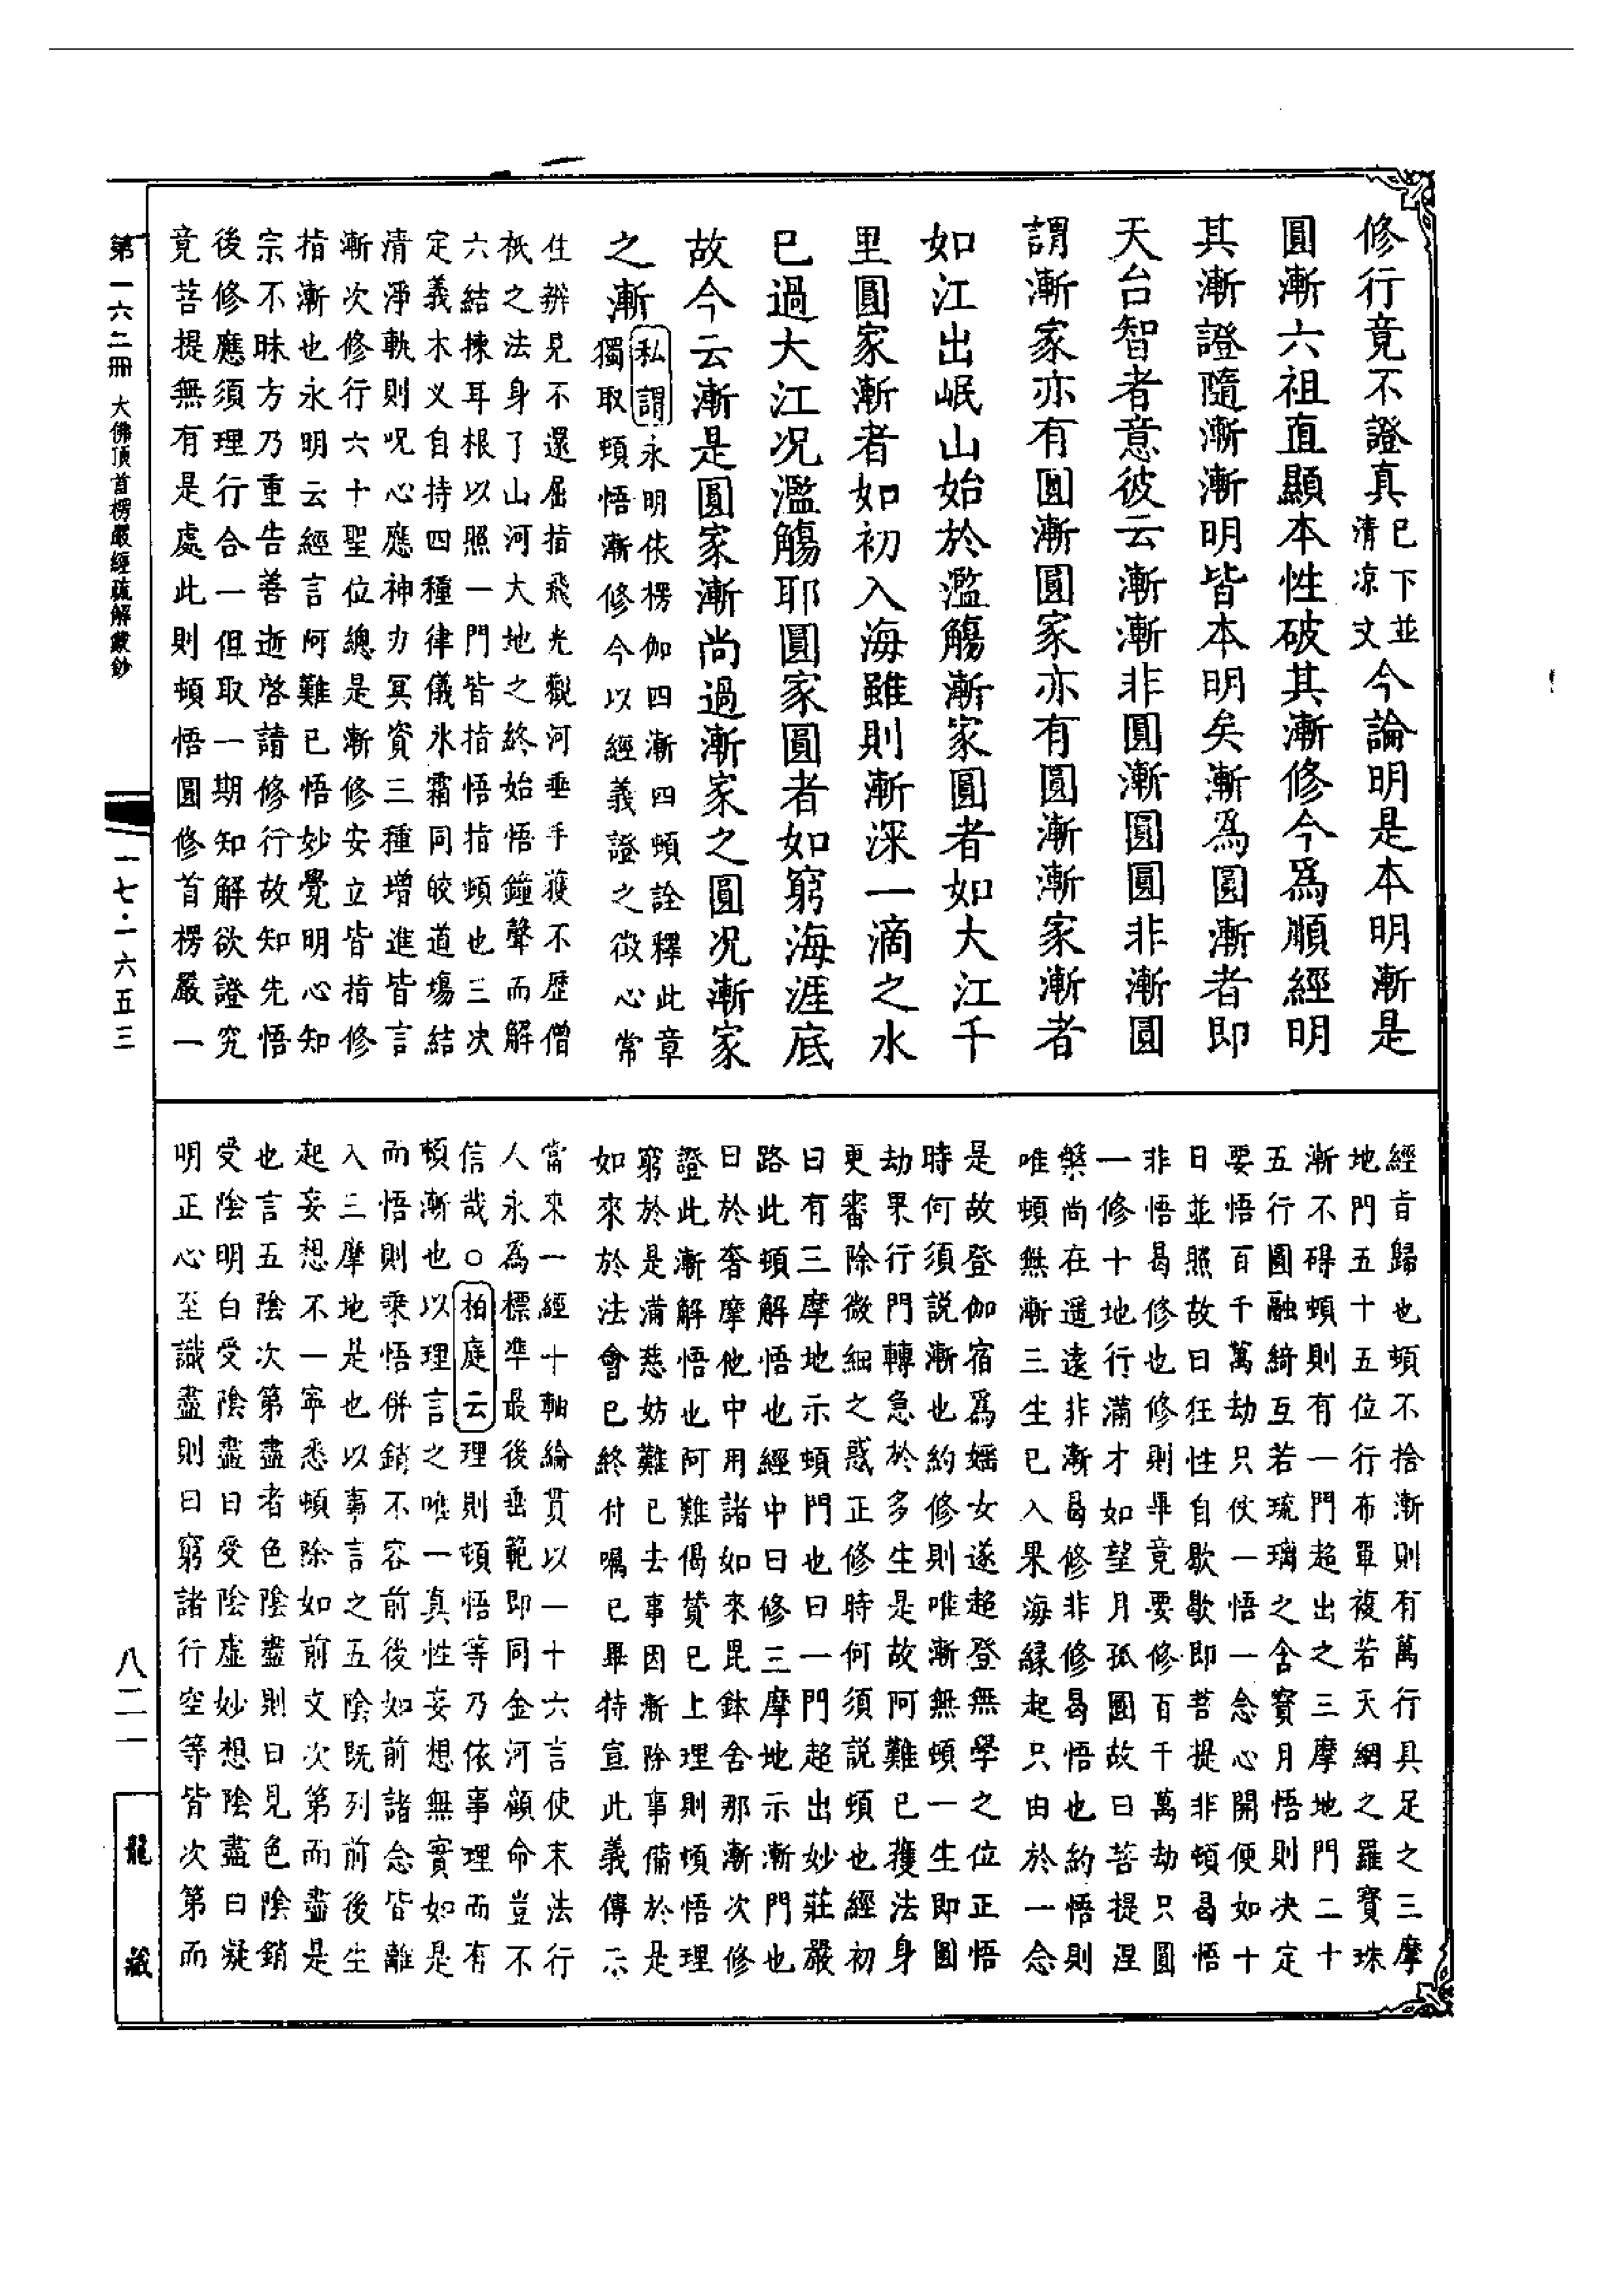 修行竟不證真已下並清涼文今論明是本明漸是
圓漸六祖直顯本性破其漸修今爲順經明
其漸證隨漸漸明皆本明矣漸爲圓漸者即
天台智者意彼云漸漸非圓漸圓圓非漸圓
謂漸家亦有圓漸圓家亦有圓漸漸家漸者
如江出岷山始於濫觴漸家圓者如大江千
里圓家漸者如初入海雖則漸深一滴之水
已過大江况濫觴耶圓家圓者如窮海涯底
故今云漸是圓家漸尚過漸家之圓况漸家
之漸
私謂永明依楞伽四漸四頓詮釋此章
獨取頓悟漸修今以經義證之徴心常
住辨見不還屈指飛光觀河垂手蓰不歷僧
祇之法身了山河大地之終始悟鐘聲而解
六結揀耳根以照一門皆指悟指頓也三决
定義木义自持四種律儀氷霜同皎道場結
清淨軌則呪心應神力冥資三種增進皆言
漸次修行六十聖位總是漸修安立皆指修
指漸也永明云經言阿難已悟妙覺明心知
宗不昧方乃重告善逝啓請修行故知先悟
後修應須理行合一但取一期知解欲證究
竟菩提無有是處此則頓悟圓修首楞嚴一
經肯歸也頓不捨漸則有萬行具足之三摩
地門五十五位行布單複若天網之羅寶珠
漸不碍頓則有一門超出之三摩地門二十
五行圓融綺互若琉璃之含寶月悟則决定
要悟百千萬劫只仗一悟一念心開便如十
日並照故曰狂性自歇歇即菩提非頓曷悟
非悟曷修也修則畢竟要修百千萬劫只圓
一修十地行滿才如望月孤圓故曰菩提涅
槃尚在遥遠非漸曷修非修曷悟也約悟則
唯頓無漸三生已入果海緣起只由於一念
是故登伽宿爲婬女遂超登無學之位正悟
時何須説漸也約修則唯漸無頓一生即圓
劫果行門轉急於多生是故阿難已獲法身
更審除微細之惑正修時何須説頓也經初
曰有三摩地示頓門也曰一門超出妙莊嚴
路此頓解悟也經中曰修三摩地示漸門也
曰於奢摩他中用諸如來毘鉢舍那漸次修
證此漸解悟也阿難偈贊已上理則頓悟理
窮於是滿慈妨難已去事因漸除事備於是
如來於法會已終付囑已畢特宣此義傳示
當來一經十軸綸貫以一十六言使末法行
人永為標準最後垂範即同金河顧命豈不
信哉○柏庭云理則頓悟等乃依事理而有
頓漸也以理言之唯一真性妄想無實如是
而悟則乘悟併銷不容前後如前諸念皆離
入三摩地是也以事言之五陰既列前後生
起妄想不一寧悉頓除如前文次第而盡是
也言五陰次第盡者色陰盡則曰見色陰銷
受陰明白受陰盡曰受陰虛妙想陰盡曰凝
明正心至識盡則曰窮諸行空等皆次第而
第一六二冊 大佛頂首楞嚴經疏解蒙鈔
一七·一六五三
八二一
龍藏